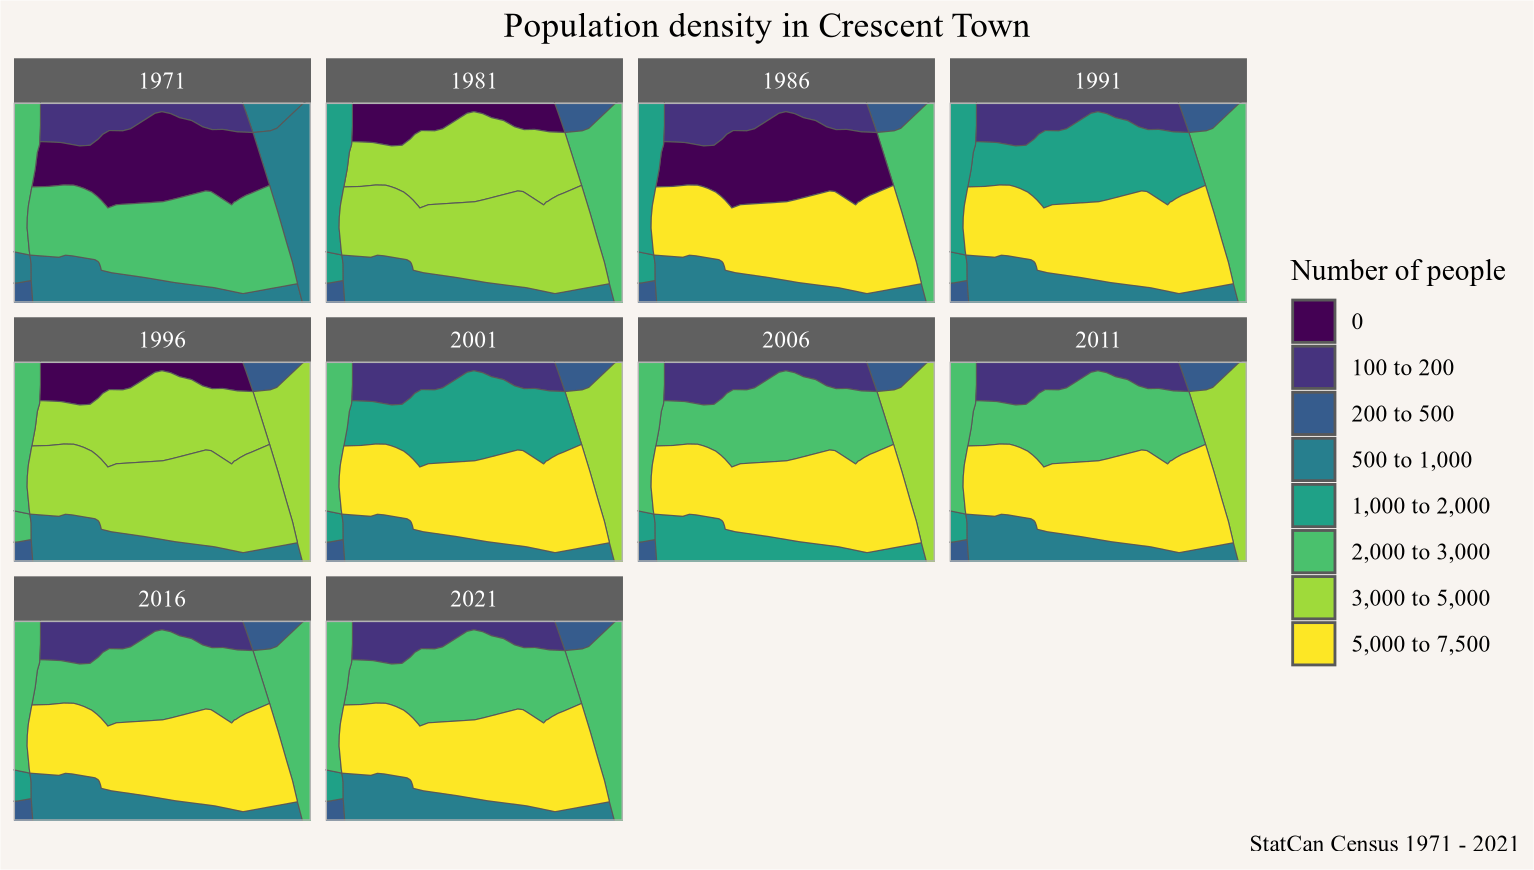 Population density in Crescent Town
1971
1981
1986
1991
1996
2001
2006
2011
2016
2021
Number of people
0
100 to 200
200 to 500
500 to 1,000
1,000 to 2,000
2,000 to 3,000
3,000 to 5,000
5,000 to 7,500
StatCan Census 1971 - 2021